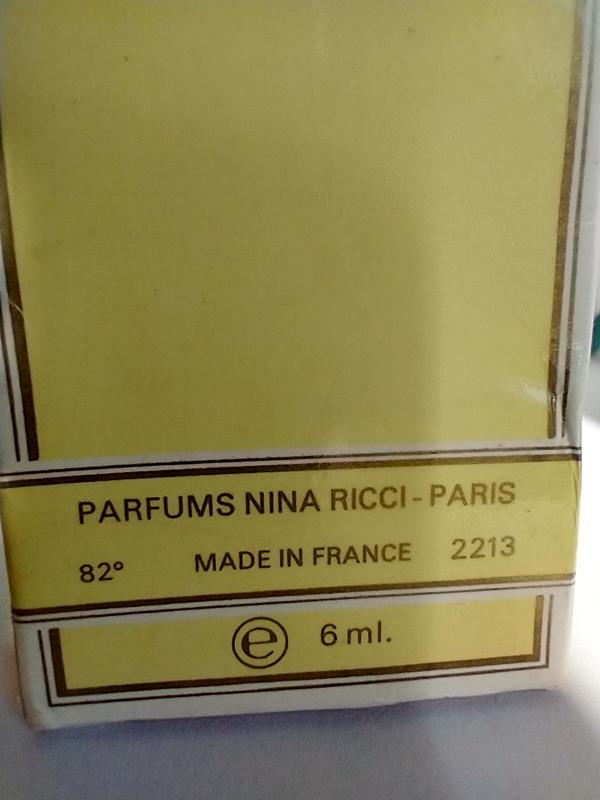 PARFUMS NINA RICCI - PARIS
82° MADE IN FRANCE 2213
℮ 6 ml.